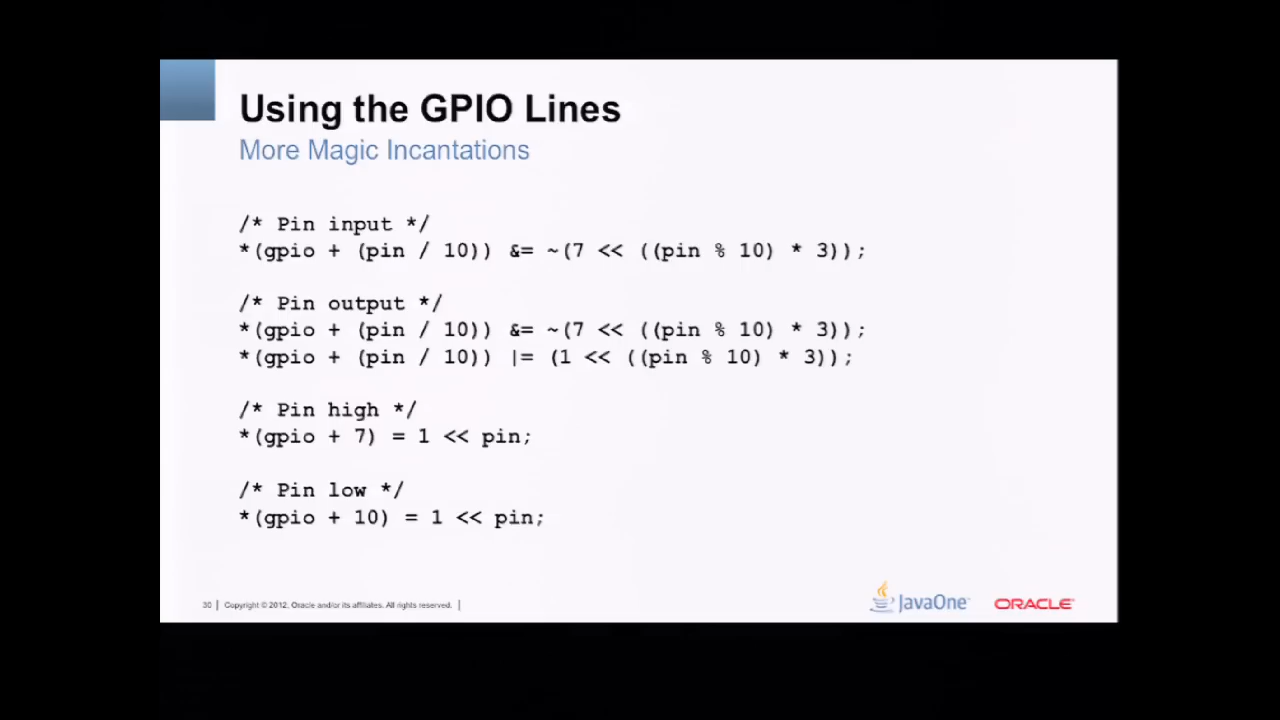 Using the GPIO Lines
More Magic Incantations
/* Pin input */
*(gpio + (pin / 10)) &= ~(7 << ((pin % 10) * 3));
/* Pin output */
*(gpio + (pin / 10)) &= ~(7 << ((pin % 10) * 3));
*(gpio + (pin / 10)) |= (1 << ((pin % 10) * 3));
/* Pin high */
*(gpio + 7) = 1 << pin;
/* Pin low */
*(gpio + 10) = 1 << pin;
30 | Copyright © 2012, Oracle and/or its affiliates. All rights reserved. |
JavaOne™
ORACLE®